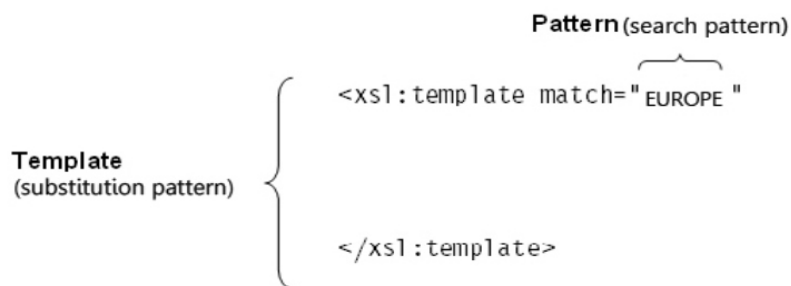 Pattern (search pattern)
<xsl:template match=" EUROPE "
Template
(substitution pattern)
</xsl:template>